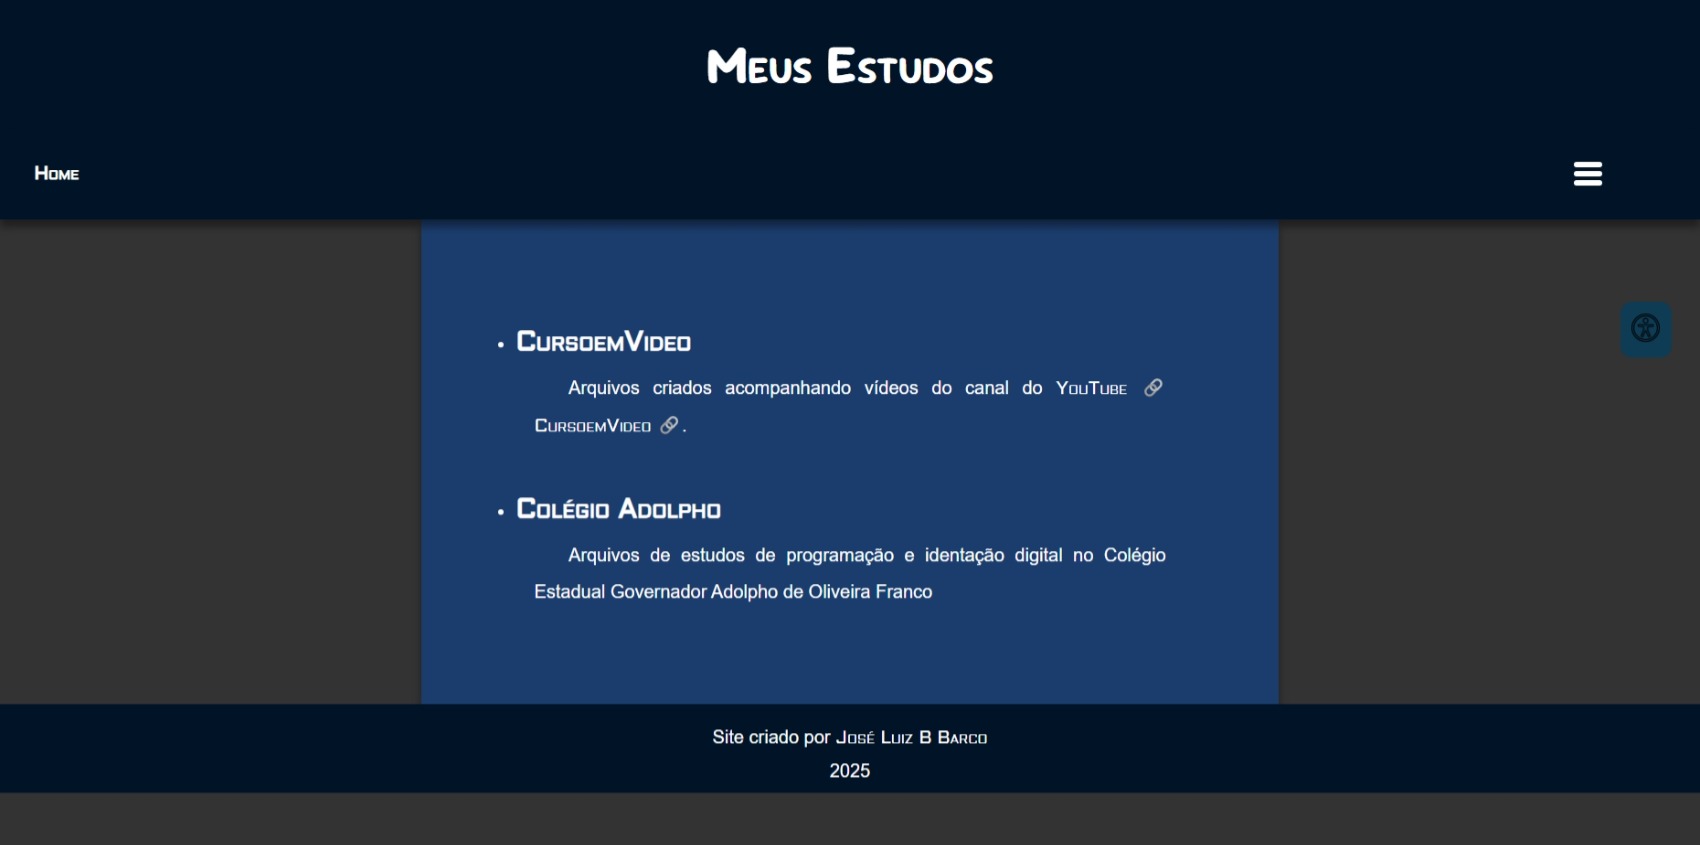 Meus Estudos
Home
CursoemVideo
Arquivos criados acompanhando vídeos do canal do YouTube
CursoemVideo .
Colégio Adolpho
Arquivos de estudos de programação e identação digital no Colégio
Estadual Governador Adolpho de Oliveira Franco
Site criado por José Luiz B Barco
2025